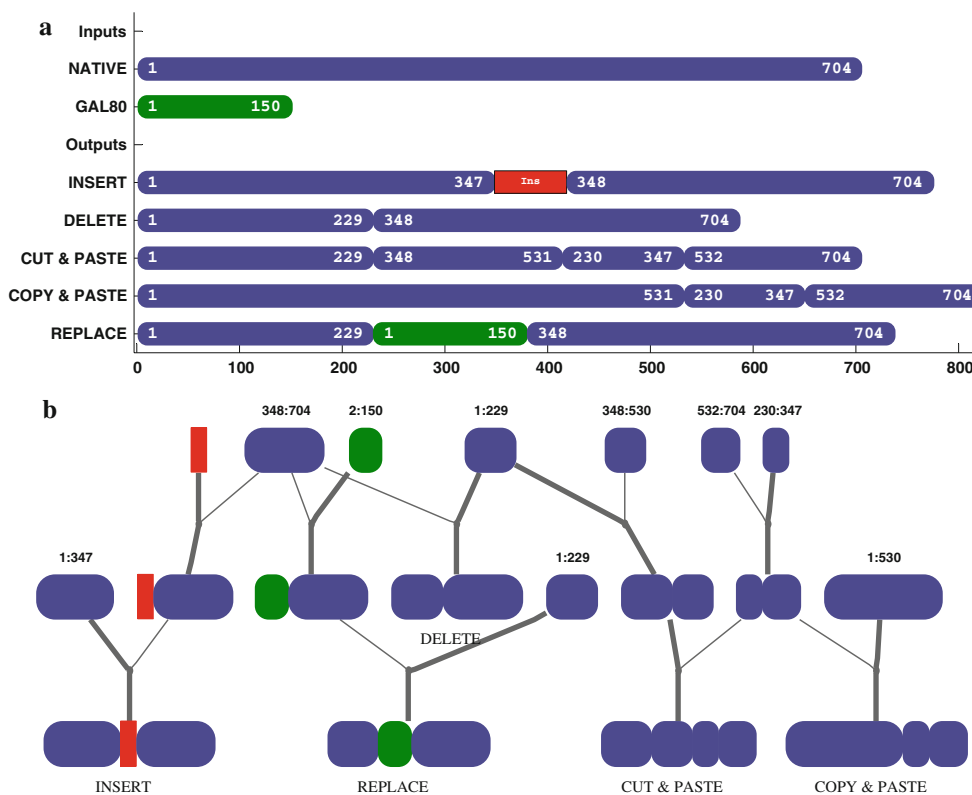 a
Inputs
NATIVE 1 704
GAL80 1 150
Outputs
INSERT 1 347 Ins 348 704
DELETE 1 229 348 704
CUT & PASTE 1 229 348 531 230 347 532 704
COPY & PASTE 1 531 230 347 532 704
REPLACE 1 229 1 150 348 704
0 100 200 300 400 500 600 700 800
b
348:704 2:150 1:229 348:530 532:704 230:347
1:347 1:229 1:530
DELETE
INSERT REPLACE CUT & PASTE COPY & PASTE